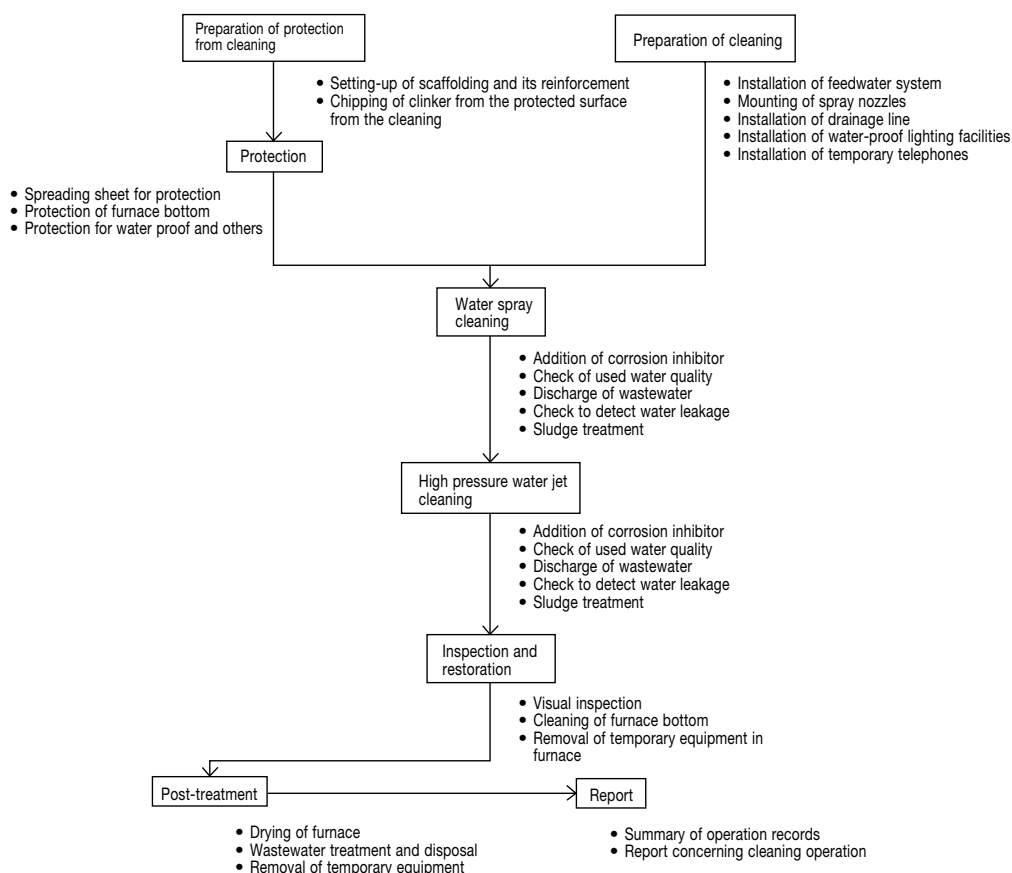 Preparation of protection
from cleaning
Preparation of cleaning
• Setting-up of scaffolding and its reinforcement
• Chipping of clinker from the protected surface
from the cleaning
• Installation of feedwater system
• Mounting of spray nozzles
• Installation of drainage line
• Installation of water-proof lighting facilities
• Installation of temporary telephones
Protection
• Spreading sheet for protection
• Protection of furnace bottom
• Protection for water proof and others
Water spray
cleaning
• Addition of corrosion inhibitor
• Check of used water quality
• Discharge of wastewater
• Check to detect water leakage
• Sludge treatment
High pressure water jet
cleaning
• Addition of corrosion inhibitor
• Check of used water quality
• Discharge of wastewater
• Check to detect water leakage
• Sludge treatment
Inspection and
restoration
• Visual inspection
• Cleaning of furnace bottom
• Removal of temporary equipment in
furnace
Post-treatment
Report
• Drying of furnace
• Wastewater treatment and disposal
• Removal of temporary equipment
• Summary of operation records
• Report concerning cleaning operation